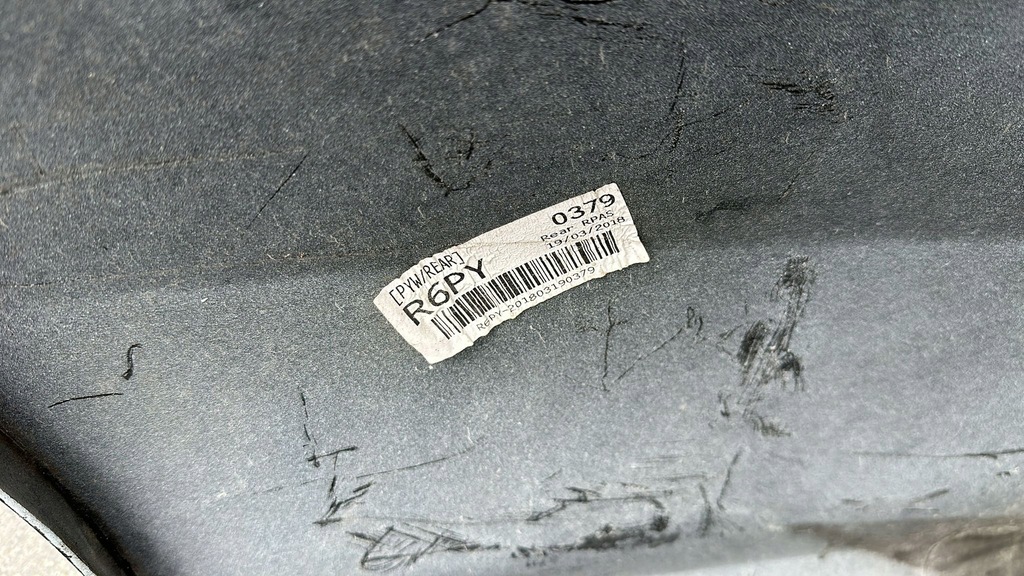 [PYW/REAR]
R6PY
0379
Rear RPAS
19/03/2018
R6PY-201803190379